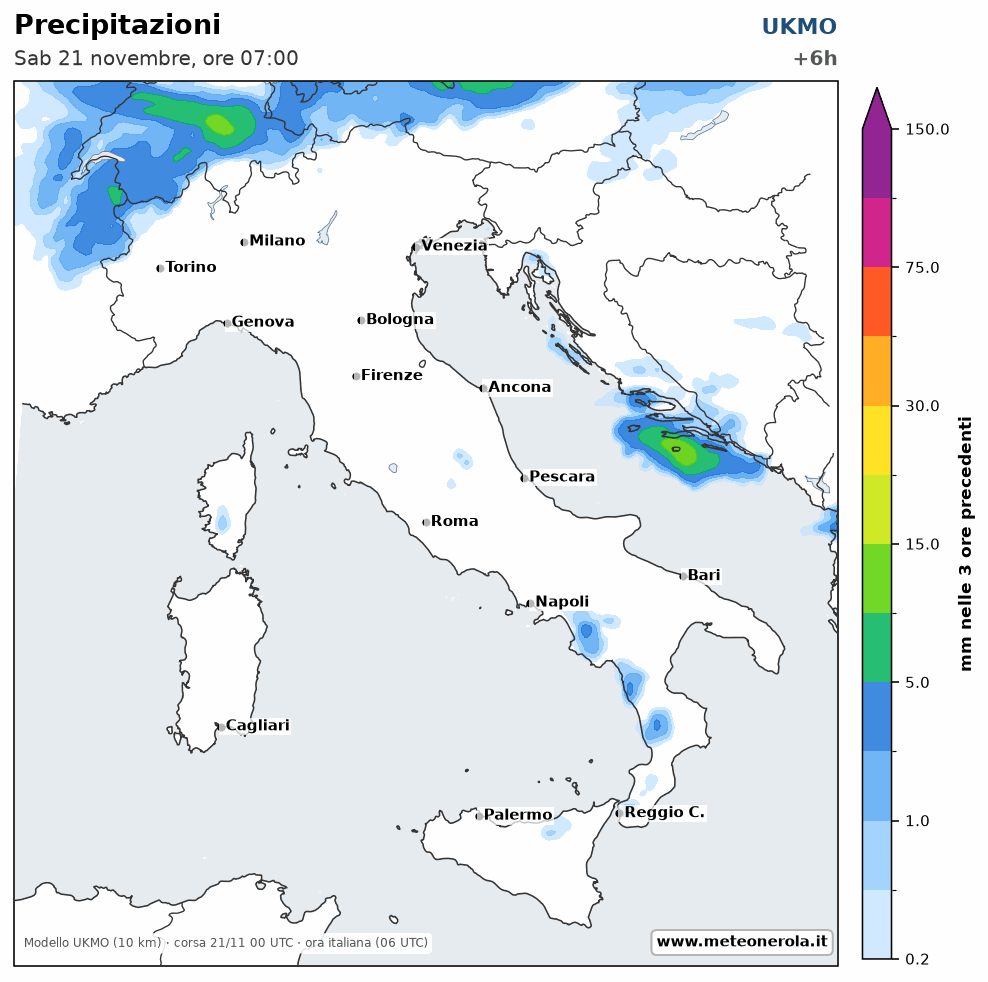 Precipitazioni
UKMO
Sab 21 novembre, ore 07:00
+6h
150.0
75.0
30.0
15.0
5.0
1.0
0.2
mm nelle 3 ore precedenti
Milano
Venezia
Torino
Genova
Bologna
Firenze
Ancona
Pescara
Roma
Bari
Napoli
Cagliari
Palermo
Reggio C.
Modello UKMO (10 km) · corsa 21/11 00 UTC · ora italiana (06 UTC)
www.meteonerola.it